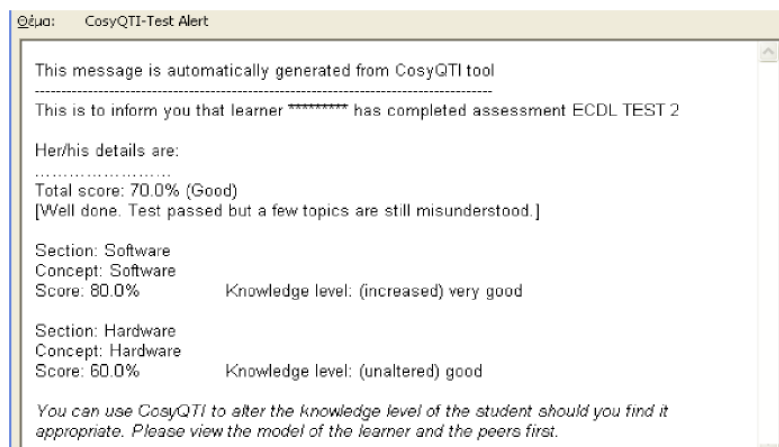 Θέμα: CosyQTI-Test Alert
This message is automatically generated from CosyQTI tool
--------------------------------------------------------------------------------
This is to inform you that learner ********* has completed assessment ECDL TEST 2
Her/his details are:
........................
Total score: 70.0% (Good)
[Well done. Test passed but a few topics are still misunderstood.]
Section: Software
Concept: Software
Score: 80.0% Knowledge level: (increased) very good
Section: Hardware
Concept: Hardware
Score: 60.0% Knowledge level: (unaltered) good
You can use CosyQTI to alter the knowledge level of the student should you find it
appropriate. Please view the model of the learner and the peers first.